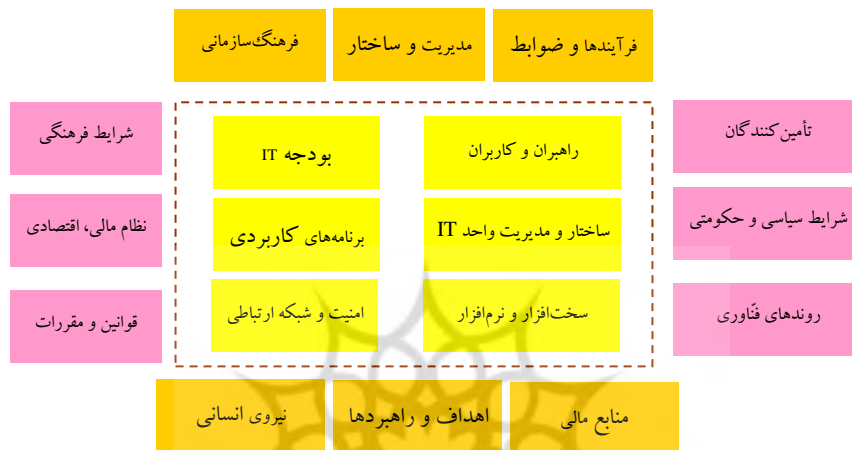 فرآیندها و ضوابط
مدیریت و ساختار
فرهنگ‌سازمانی
تأمین‌کنندگان
شرایط سیاسی و حکومتی
روندهای فنّاوری
راهبران و کاربران
بودجه IT
ساختار و مدیریت واحد IT
برنامه‌های کاربردی
سخت‌افزار و نرم‌افزار
امنیت و شبکه ارتباطی
شرایط فرهنگی
نظام مالی، اقتصادی
قوانین و مقررات
منابع مالی
اهداف و راهبردها
نیروی انسانی